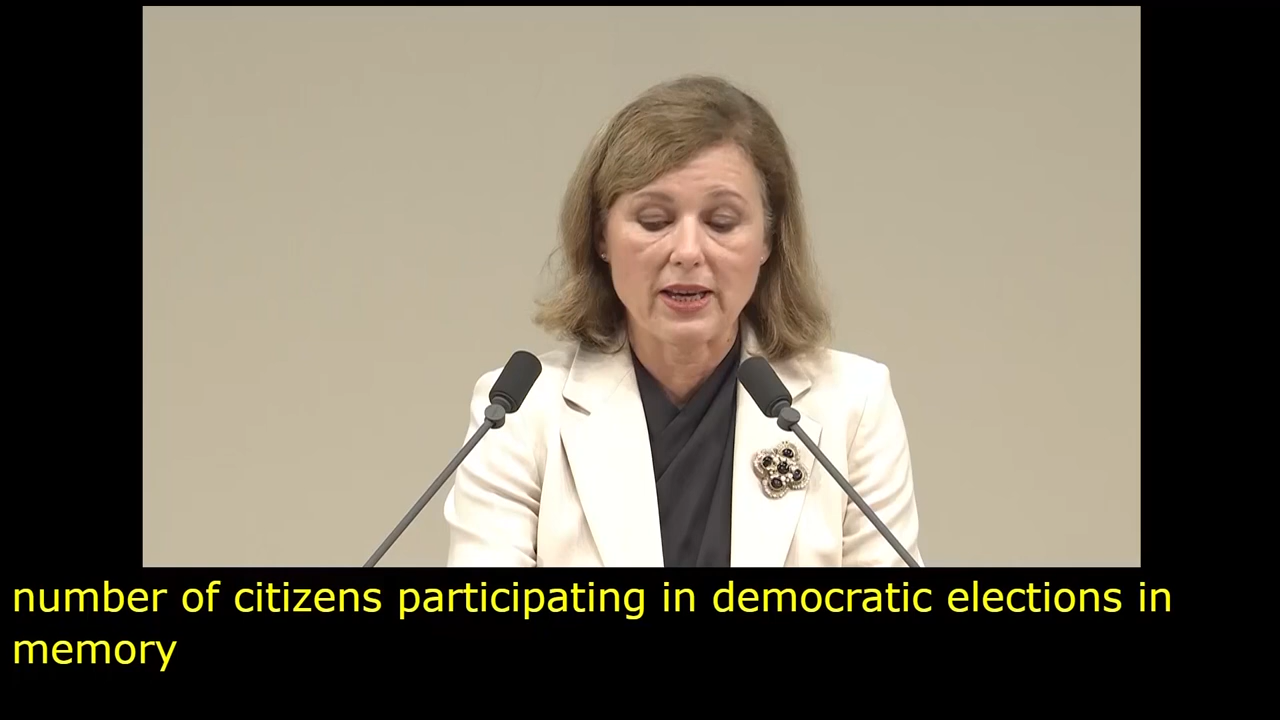 number of citizens participating in democratic elections in
memory